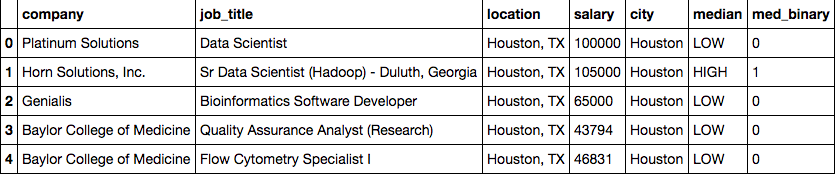 company job_title location salary city median med_binary
0 Platinum Solutions Data Scientist Houston, TX 100000 Houston LOW 0
1 Horn Solutions, Inc. Sr Data Scientist (Hadoop) - Duluth, Georgia Houston, TX 105000 Houston HIGH 1
2 Genialis Bioinformatics Software Developer Houston, TX 65000 Houston LOW 0
3 Baylor College of Medicine Quality Assurance Analyst (Research) Houston, TX 43794 Houston LOW 0
4 Baylor College of Medicine Flow Cytometry Specialist I Houston, TX 46831 Houston LOW 0